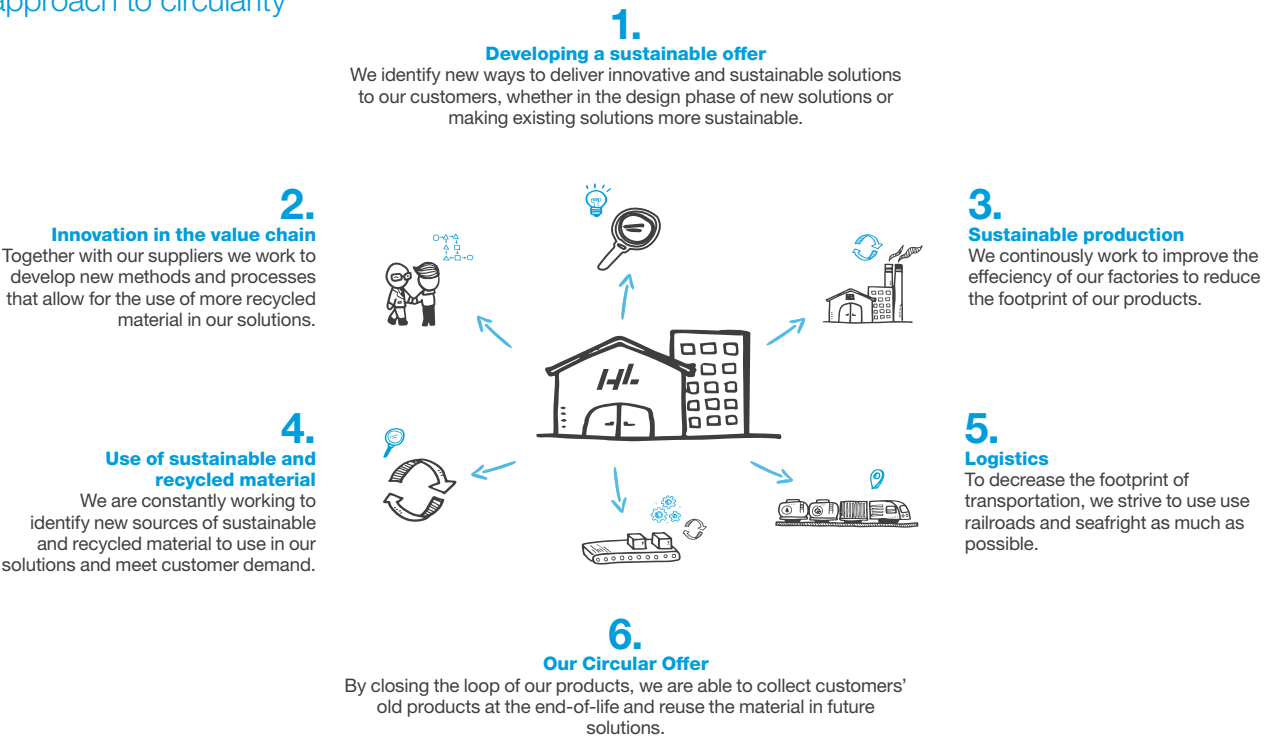 approach to circularity
1.
Developing a sustainable offer
We identify new ways to deliver innovative and sustainable solutions
to our customers, whether in the design phase of new solutions or
making existing solutions more sustainable.
2.
Innovation in the value chain
Together with our suppliers we work to
develop new methods and processes
that allow for the use of more recycled
material in our solutions.
3.
Sustainable production
We continously work to improve the
effeciency of our factories to reduce
the footprint of our products.
HL
4.
Use of sustainable and
recycled material
We are constantly working to
identify new sources of sustainable
and recycled material to use in our
solutions and meet customer demand.
5.
Logistics
To decrease the footprint of
transportation, we strive to use use
railroads and seafright as much as
possible.
6.
Our Circular Offer
By closing the loop of our products, we are able to collect customers’
old products at the end-of-life and reuse the material in future
solutions.